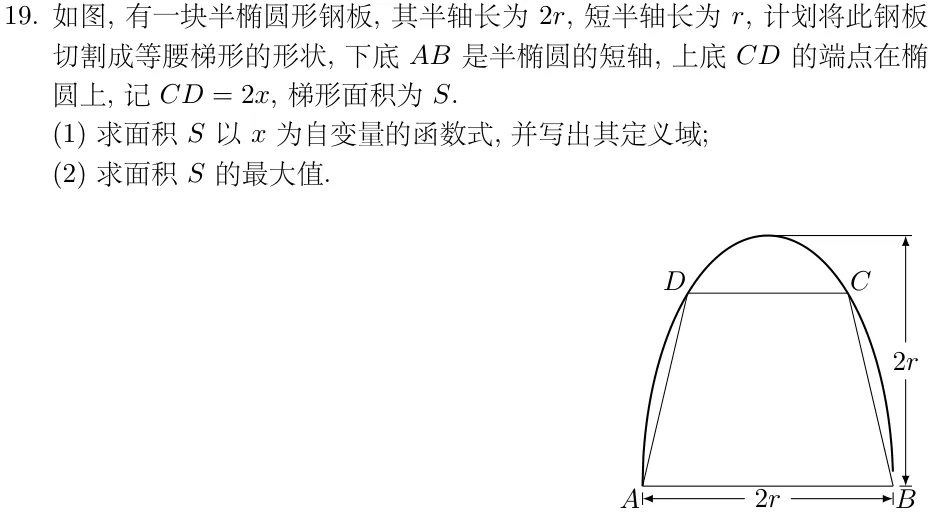 19. 如图, 有一块半椭圆形钢板, 其半轴长为 2r, 短半轴长为 r, 计划将此钢板
切割成等腰梯形的形状, 下底 AB 是半椭圆的短轴, 上底 CD 的端点在椭
圆上, 记 CD = 2x, 梯形面积为 S.
(1) 求面积 S 以 x 为自变量的函数式, 并写出其定义域;
(2) 求面积 S 的最大值.
D C
2r
A 2r B